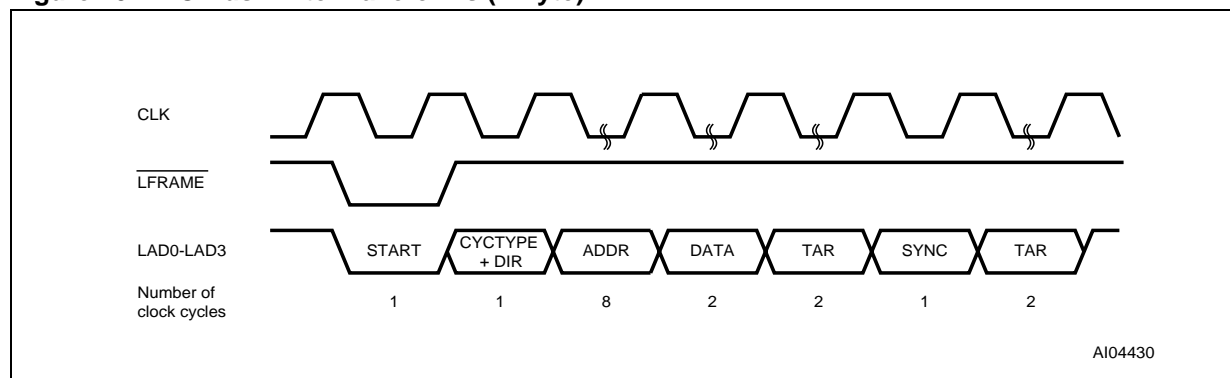 CLK
LFRAME
LAD0-LAD3 START CYCTYPE + DIR ADDR DATA TAR SYNC TAR
Number of clock cycles 1 1 8 2 2 1 2
AI04430